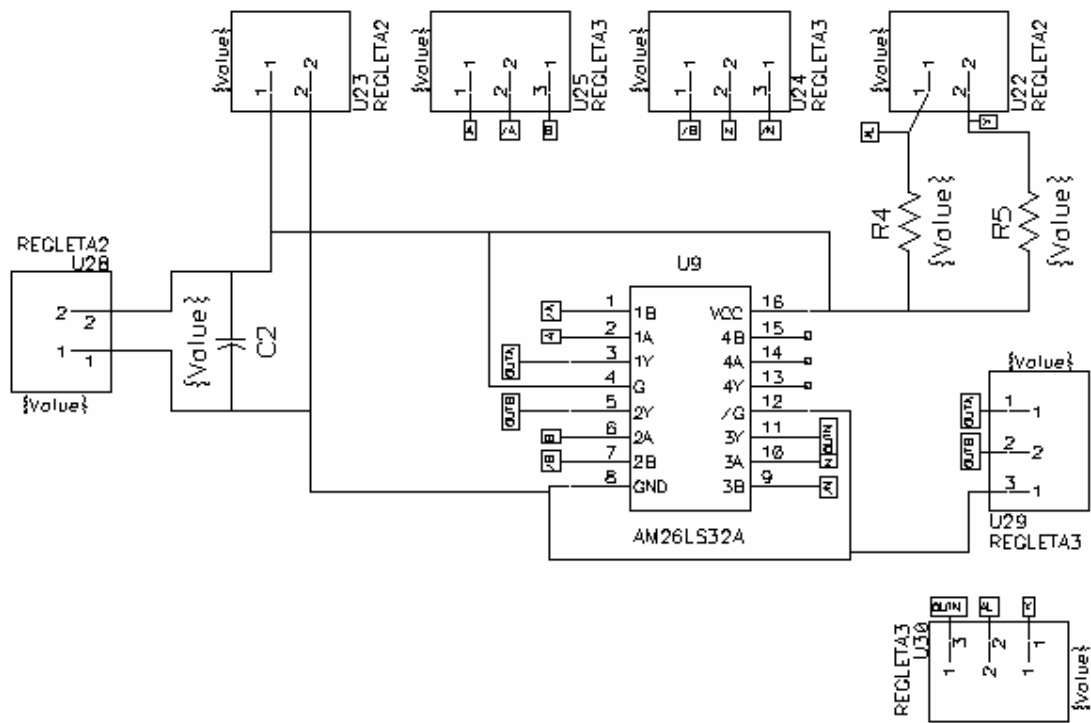 {Value}
1
2
1
2
U23
REGLETA2
{Value}
1
2
3
1
2
1
U25
REGLETA3
A
/A
B
{Value}
1
2
3
1
2
1
U24
REGLETA3
/B
N
/N
{Value}
1
2
1
2
U22
REGLETA2
AL
R4
{Value}
R5
{Value}
REGLETA2
U28
2
2
1
1
{Value}
{Value}
C2
U9
/A
1
1B
A
2
1A
OUTA
3
1Y
4
G
OUTB
5
2Y
B
6
2A
/B
7
2B
8
GND
VCC
16
4B
15
4A
14
4Y
13
/G
12
3Y
11
OUTN
3A
10
N
3B
9
/N
AM26LS32A
{Value}
OUTA
1
1
OUTB
2
2
3
1
U29
REGLETA3
OUTN
AL
REGLETA3
U30
3
2
1
1
2
1
{Value}